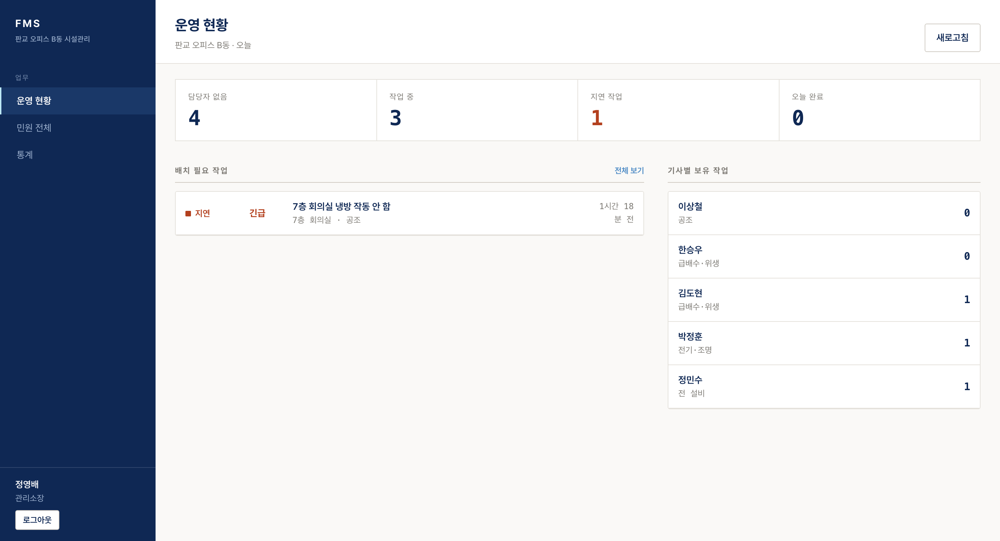 FMS
판교 오피스 B동 시설관리
업무
운영 현황
민원 전체
통계
정영배
관리소장
로그아웃
운영 현황
판교 오피스 B동 · 오늘
새로고침
담당자 없음
4
작업 중
3
지연 작업
1
오늘 완료
0
배치 필요 작업
전체 보기
지연
긴급
7층 회의실 냉방 작동 안 함
7층 회의실 · 공조
1시간 18
분 전
기사별 보유 작업
이상철
공조
0
한승우
급배수·위생
0
김도현
급배수·위생
1
박정훈
전기·조명
1
정민수
전 설비
1